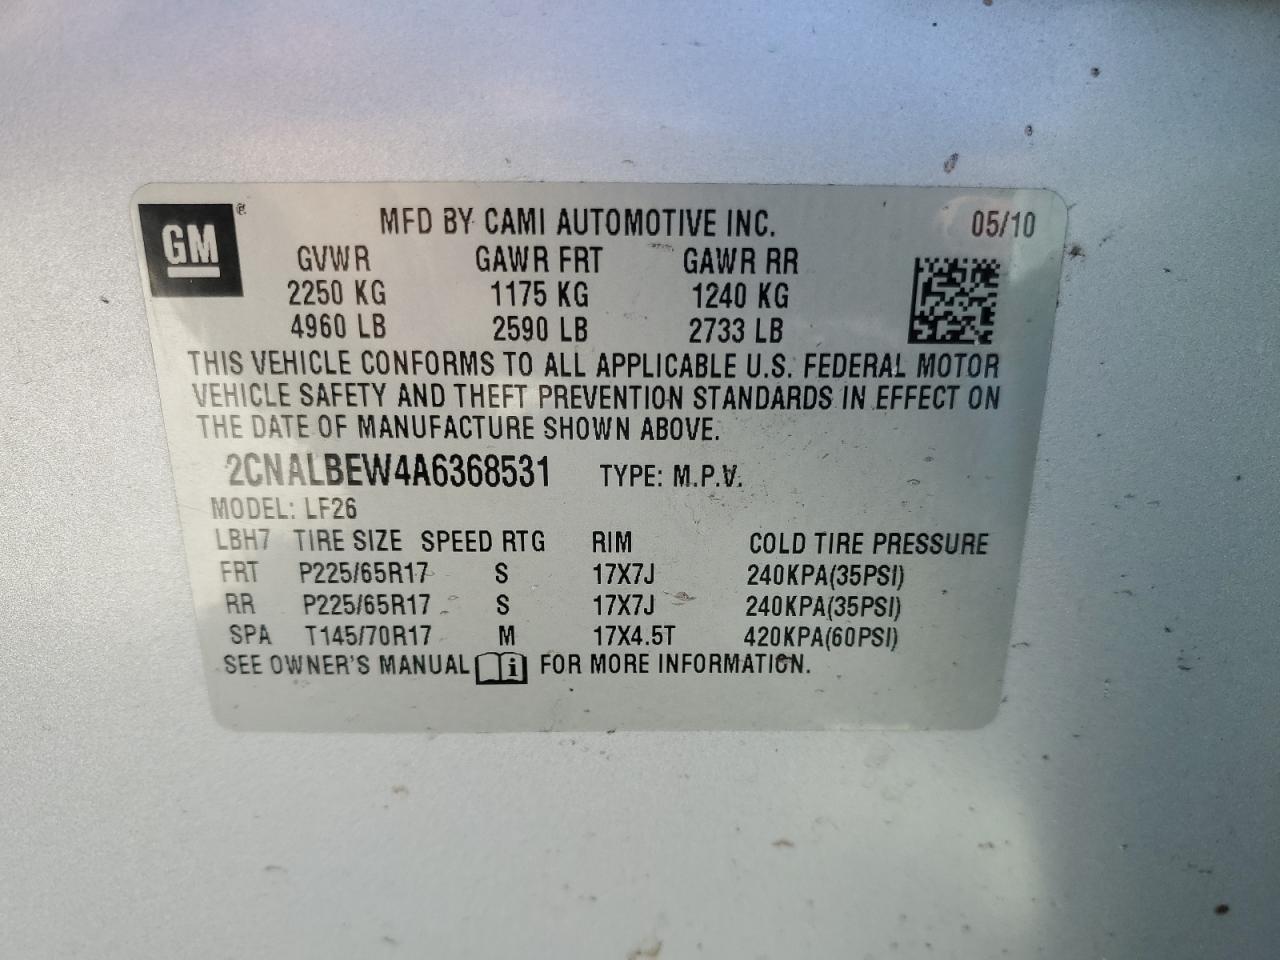 GM ® MFD BY CAMI AUTOMOTIVE INC. 05/10
GVWR GAWR FRT GAWR RR
2250 KG 1175 KG 1240 KG
4960 LB 2590 LB 2733 LB
THIS VEHICLE CONFORMS TO ALL APPLICABLE U.S. FEDERAL MOTOR
VEHICLE SAFETY AND THEFT PREVENTION STANDARDS IN EFFECT ON
THE DATE OF MANUFACTURE SHOWN ABOVE.
2CNALBEW4A6368531 TYPE: M.P.V.
MODEL: LF26
LBH7 TIRE SIZE SPEED RTG RIM COLD TIRE PRESSURE
FRT P225/65R17 S 17X7J 240KPA(35PSI)
RR P225/65R17 S 17X7J 240KPA(35PSI)
SPA T145/70R17 M 17X4.5T 420KPA(60PSI)
SEE OWNER'S MANUAL i FOR MORE INFORMATION.